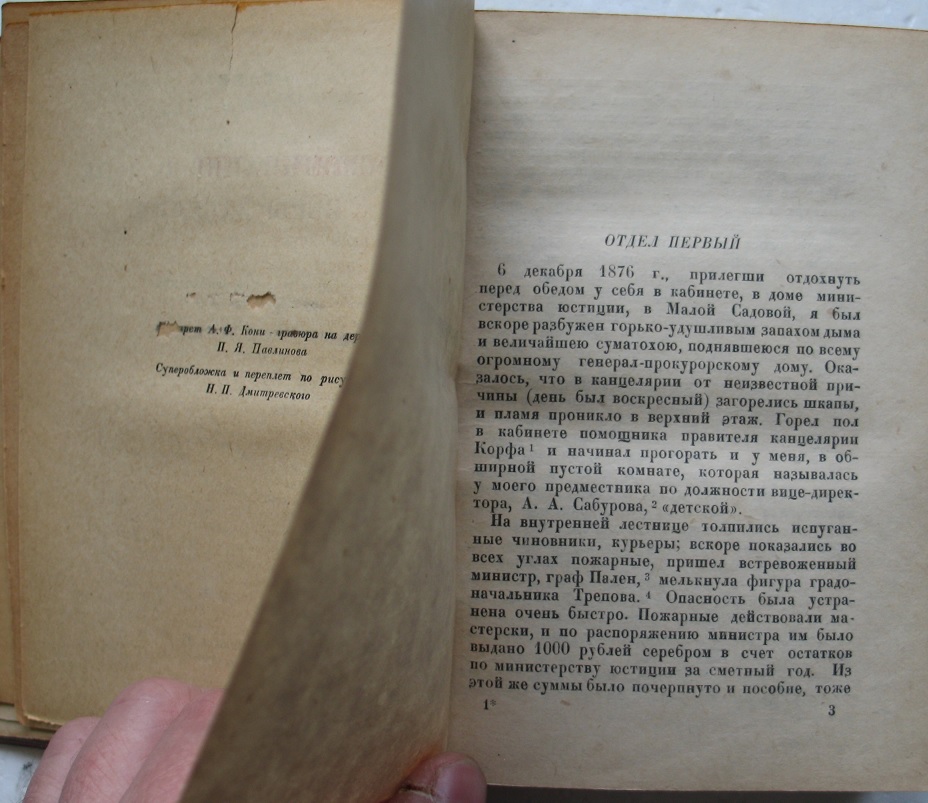 А. Ф. Кони - гравюра на
П. Я. Павлинова
Суперобложка и переплет по
Н. П. Дмитревского
ОТДЕЛ ПЕРВЫЙ
6 декабря 1876 г., прилегши отдохнуть
перед обедом у себя в кабинете, в доме мини-
стерства юстиции, в Малой Садовой, я был
вскоре разбужен горько-удушливым запахом дыма
и величайшею суматохою, поднявшеюся по всему
огромному генерал-прокурорскому дому. Ока-
залось, что в канцелярии от неизвестной при-
чины (день был воскресный) загорелись шкапы,
и пламя проникло в верхний этаж. Горел пол
в кабинете помощника правителя канцелярии
Корфа 1 и начинал прогорать и у меня, в об-
ширной пустой комнате, которая называлась
у моего предместника по должности вице-дирек-
тора, А. А. Сабурова, 2 «детской».
На внутренней лестнице толпились испуган-
ные чиновники, курьеры; вскоре показались во
всех углах пожарные, пришел встревоженный
министр, граф Пален, 3 мелькнула фигура градо-
начальника Трепова. 4 Опасность была устра-
нена очень быстро. Пожарные действовали ма-
стерски, и по распоряжению министра им было
выдано 1000 рублей серебром в счет остатков
по министерству юстиции за сметный год. Из
этой же суммы было почерпнуто и пособие, тоже
1*
3